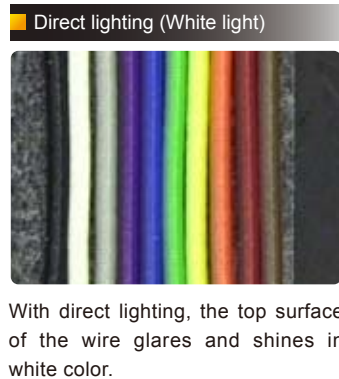 Direct lighting (White light)
With direct lighting, the top surface
of the wire glares and shines in
white color.